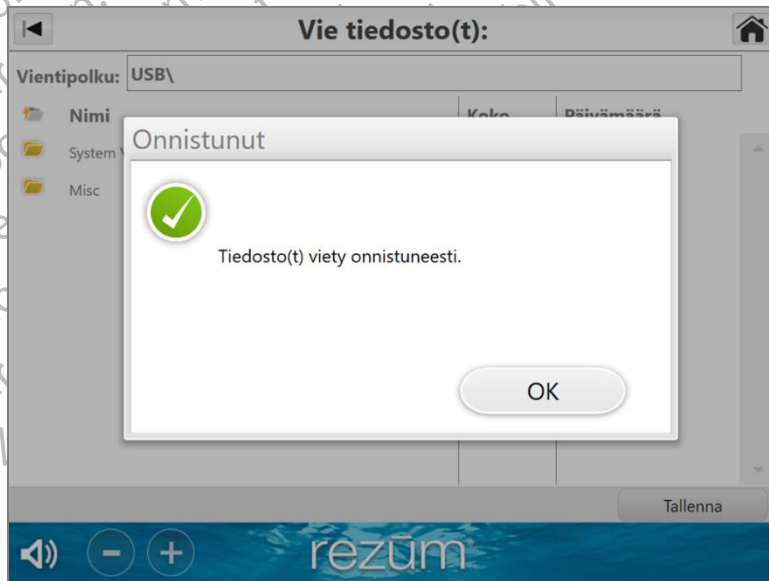 Vie tiedosto(t):
Vientipolku: USB\
Nimi Koko Päivämäärä
System
Misc
Onnistunut
Tiedosto(t) viety onnistuneesti.
OK
Tallenna
rezūm